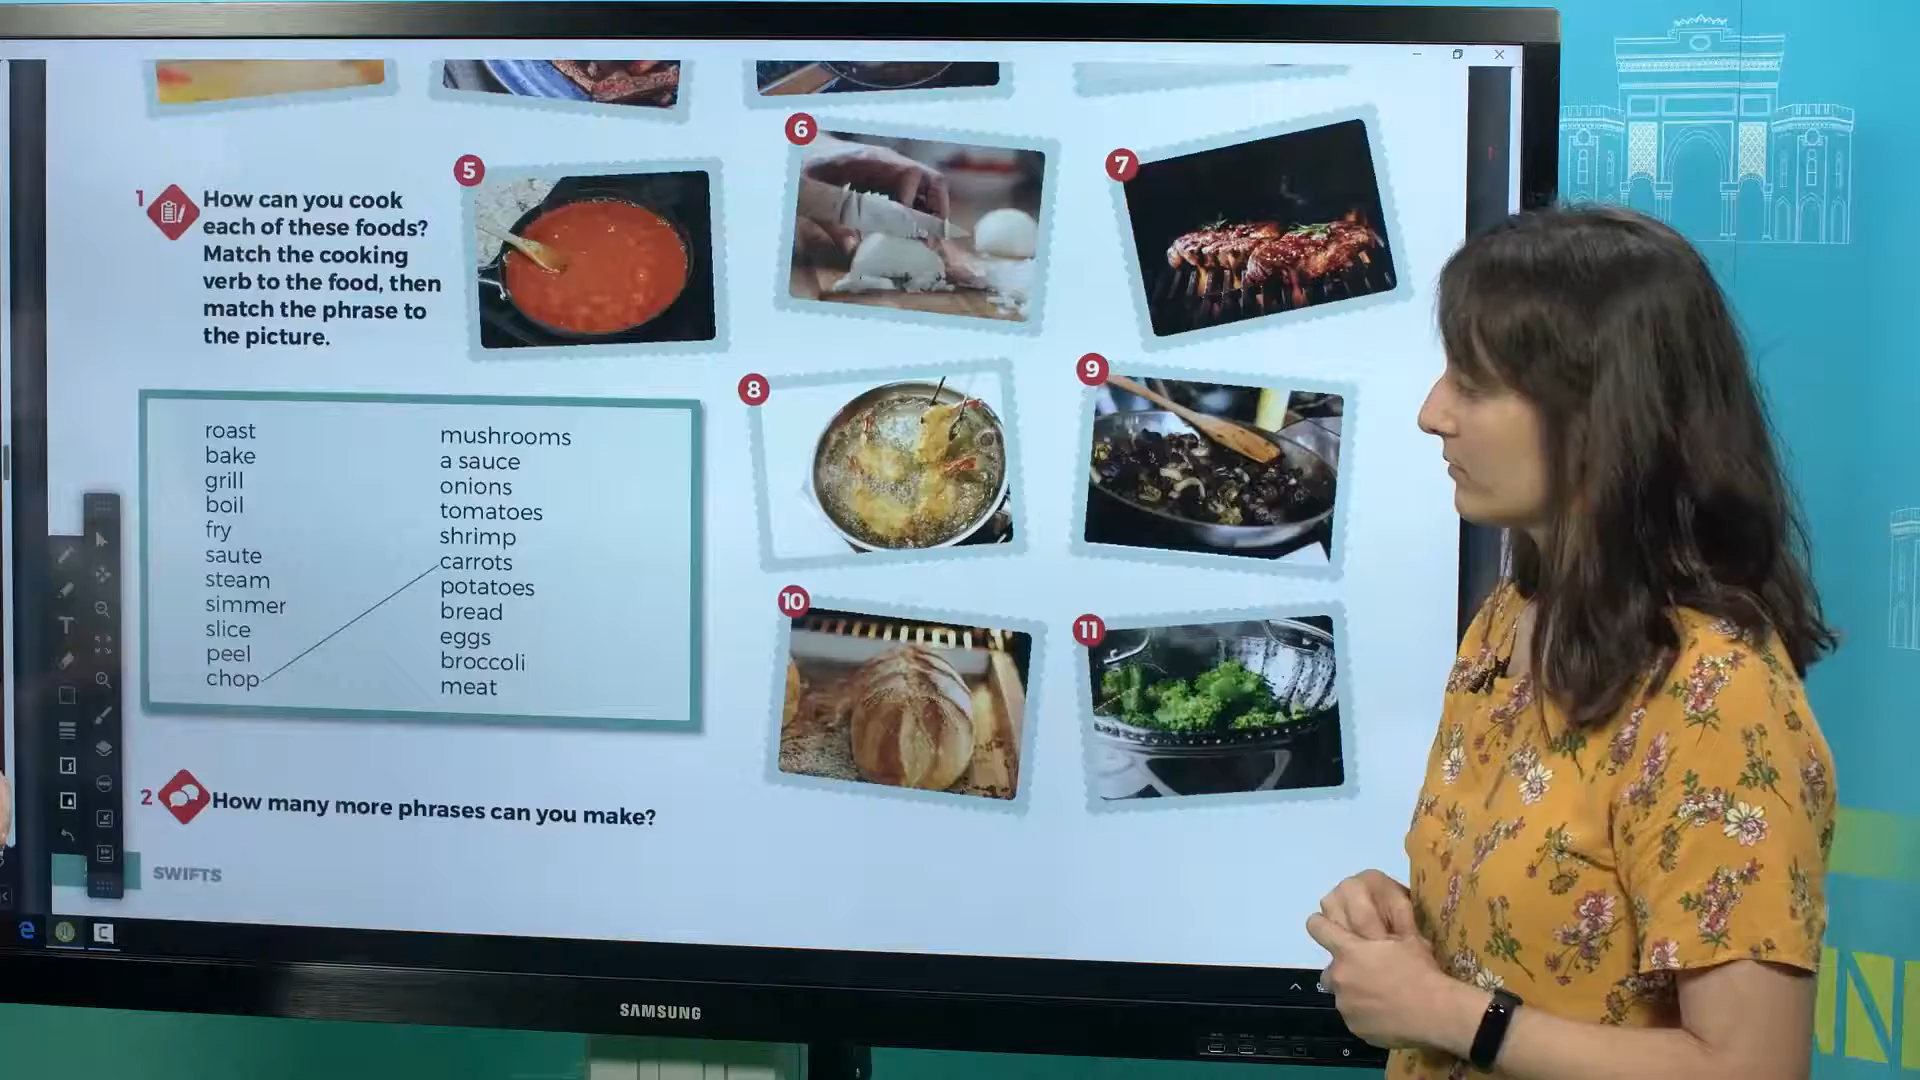 1
How can you cook
each of these foods?
Match the cooking
verb to the food, then
match the phrase to
the picture.
5
6
7
8
9
10
11
roast
bake
grill
boil
fry
saute
steam
simmer
slice
peel
chop
mushrooms
a sauce
onions
tomatoes
shrimp
carrots
potatoes
bread
eggs
broccoli
meat
2
How many more phrases can you make?
SWIFTS
SAMSUNG
AN